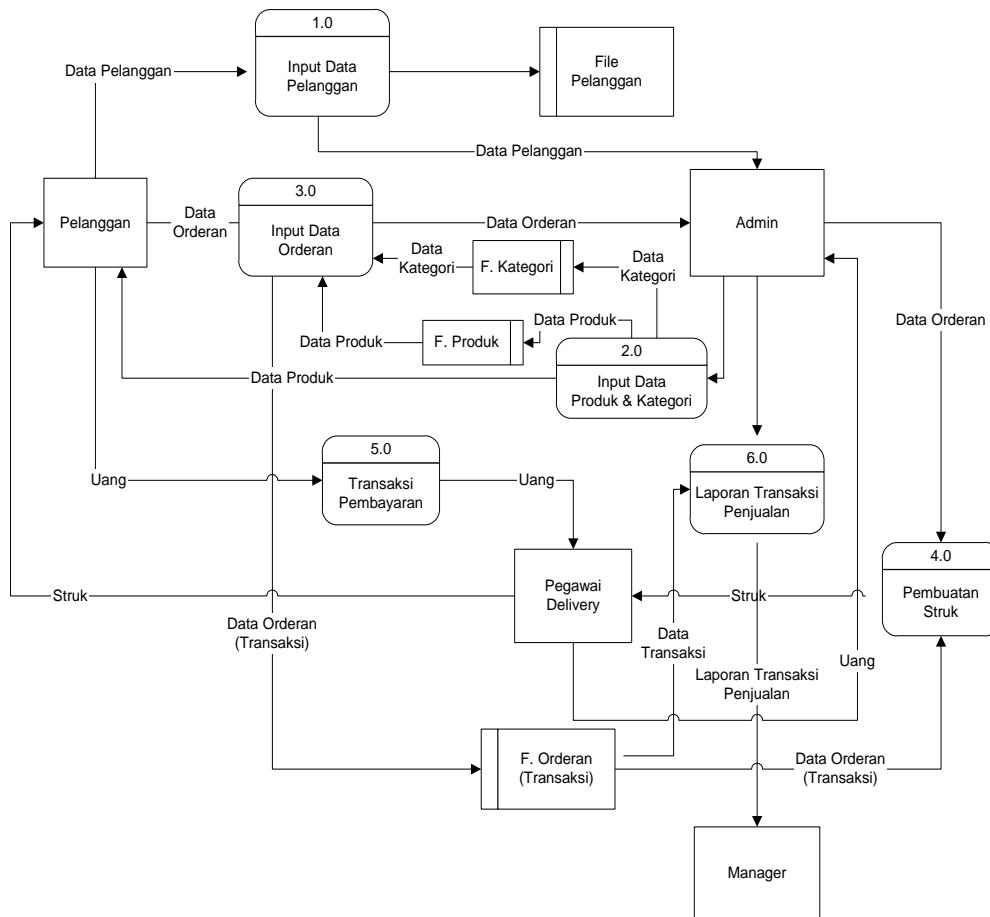 1.0
Input Data
Pelanggan
File
Pelanggan
Data Pelanggan
Data Pelanggan
Pelanggan
Data
Orderan
3.0
Input Data
Orderan
Data Orderan
Admin
Data
Kategori
F. Kategori
Data
Kategori
Data Produk
F. Produk
Data Produk
Data Orderan
2.0
Input Data
Produk & Kategori
Data Produk
5.0
Transaksi
Pembayaran
Uang
Uang
6.0
Laporan Transaksi
Penjualan
4.0
Pembuatan
Struk
Pegawai
Delivery
Struk
Struk
Data Orderan
(Transaksi)
Data
Transaksi
Laporan Transaksi
Penjualan
Uang
F. Orderan
(Transaksi)
Data Orderan
(Transaksi)
Manager